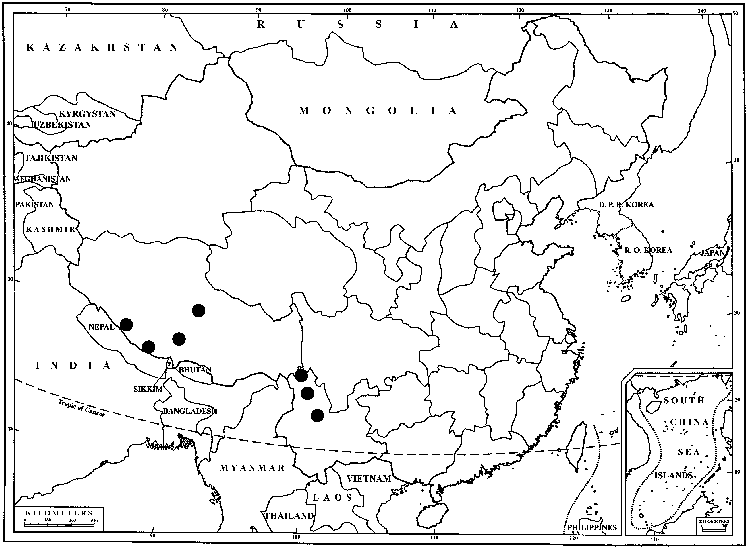 RUSSIA
KAZAKHSTAN
MONGOLIA
KYRGYSTAN
UZBEKISTAN
TAJIKISTAN
PAKISTAN
KASHMIR
D. P. R. KOREA
R. O. KOREA
JAPAN
NEPAL
INDIA
BHUTAN
SIKKIM
BANGLADESH
Tropic of Cancer
MYANMAR
VIETNAM
LAOS
THAILAND
PHILIPPINES
SOUTH
CHINA
SEA
ISLANDS
KILOMETERS